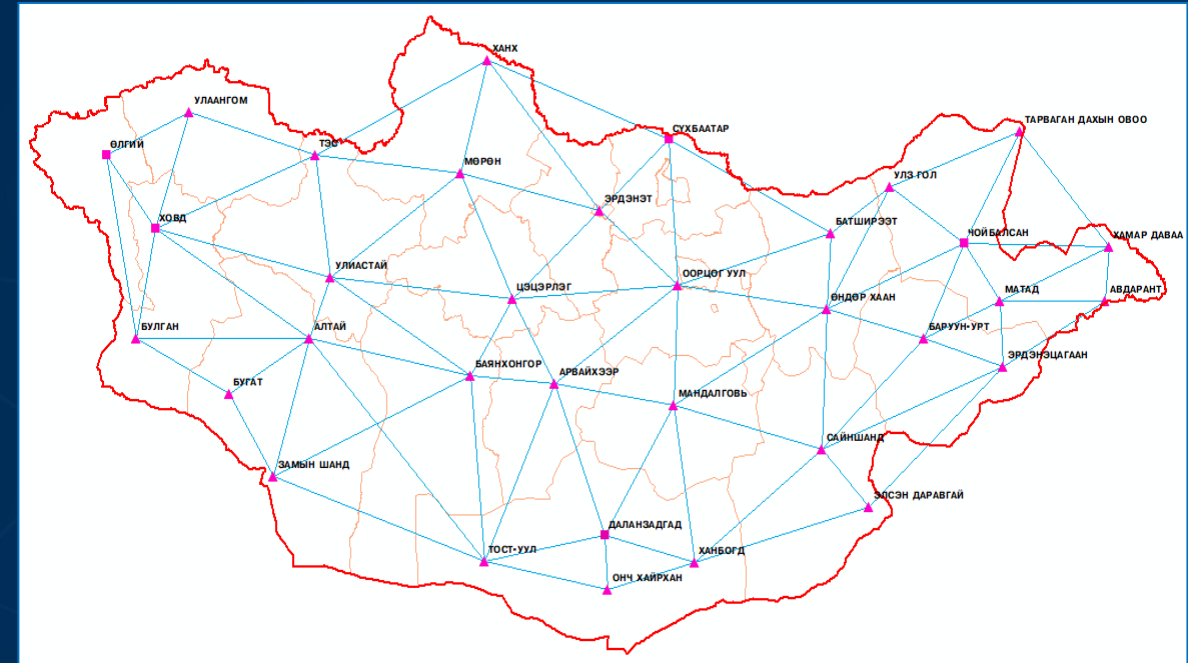 ХАНХ
УЛААНГОМ
ТАРВАГАН ДАХЫН ОВОО
СҮХБААТАР
ӨЛГИЙ
ТЭС
МӨРӨН
УЛЗ ГОЛ
ЭРДЭНЭТ
ХОВД
БАТШИРЭЭТ
ЧОЙБАЛСАН
ХАМАР ДАВАА
УЛИАСТАЙ
ООРЦОГ УУЛ
ЦЭЦЭРЛЭГ
МАТАД
АВДАРАНТ
ӨНДӨР ХААН
БУЛГАН
АЛТАЙ
БАРУУН-УРТ
ЭРДЭНЭЦАГААН
БАЯНХОНГОР
АРВАЙХЭЭР
БУГАТ
МАНДАЛГОВЬ
САЙНШАНД
ЗАМЫН ШАНД
ЭЛСЭН ДАРАВГАЙ
ДАЛАНЗАДГАД
ТОСТ-УУЛ
ХАНБОГД
ОНЧ ХАЙРХАН